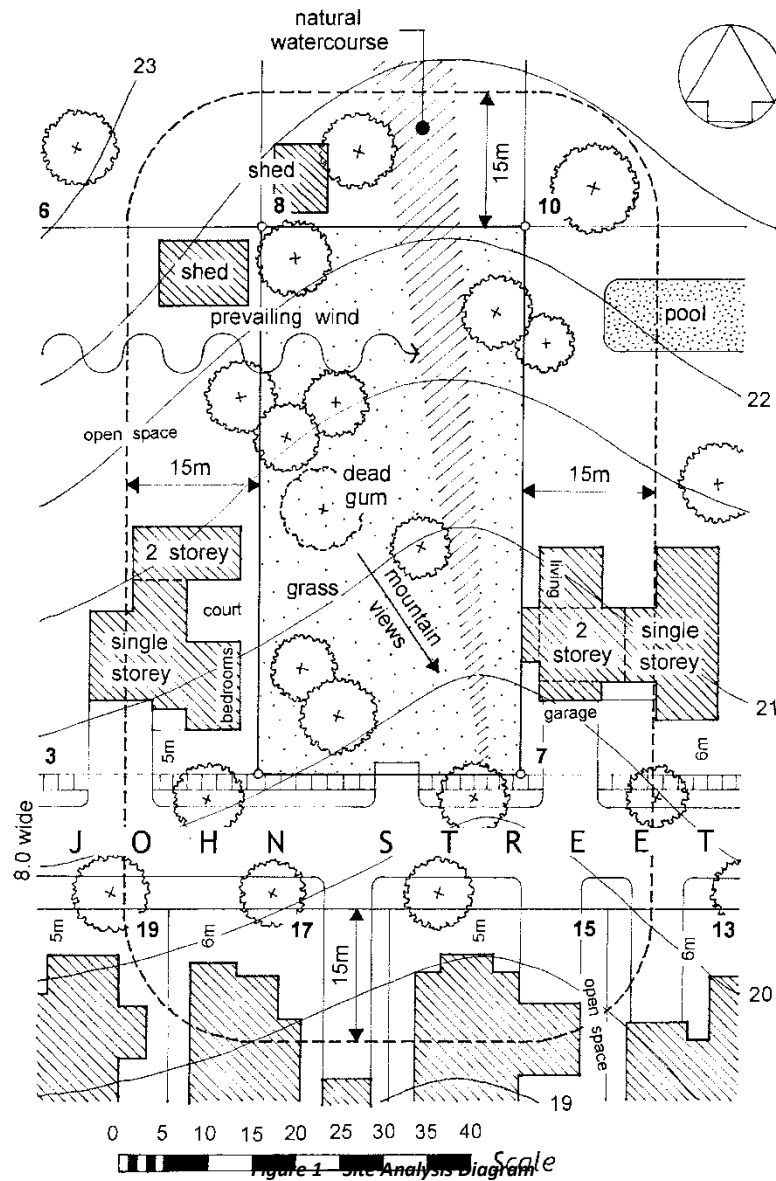 natural
watercourse
23
shed
15m
6
8
10
shed
pool
prevailing wind
22
open space
15m
15m
dead
gum
2 storey
grass
mountain
views
living
court
single
storey
bedrooms
2
storey
single
storey
garage
21
5m
6m
3
7
8.0 wide
JOHN STREET
19
17
15
13
5m
6m
15m
5m
6m
open space
20
19
0 5 10 15 20 25 30 35 40
Scale
Figure 1 – Site Analysis Diagram